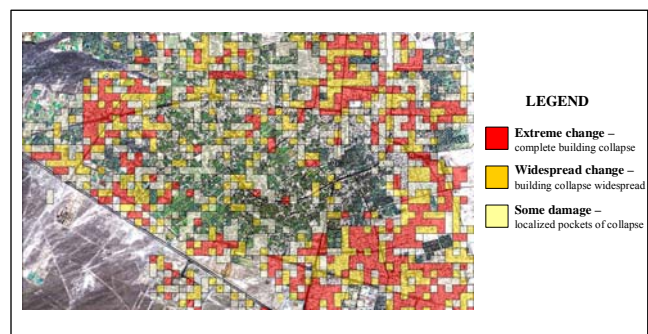 LEGEND
Extreme change –
complete building collapse
Widespread change –
building collapse widespread
Some damage –
localized pockets of collapse